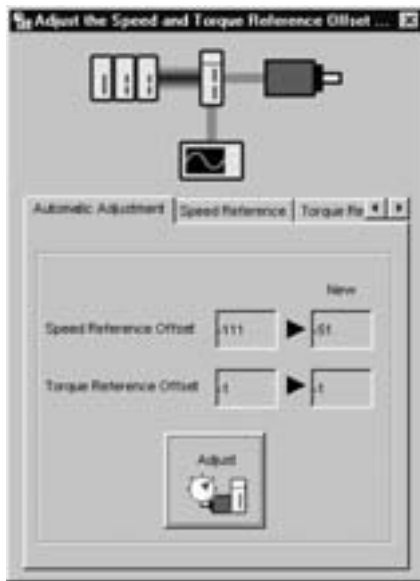 Adjust the Speed and Torque Reference Offset ...
Automatic Adjustment
Speed Reference
Torque Re
New
Speed Reference Offset
-111
-51
Torque Reference Offset
-1
-1
Adjust